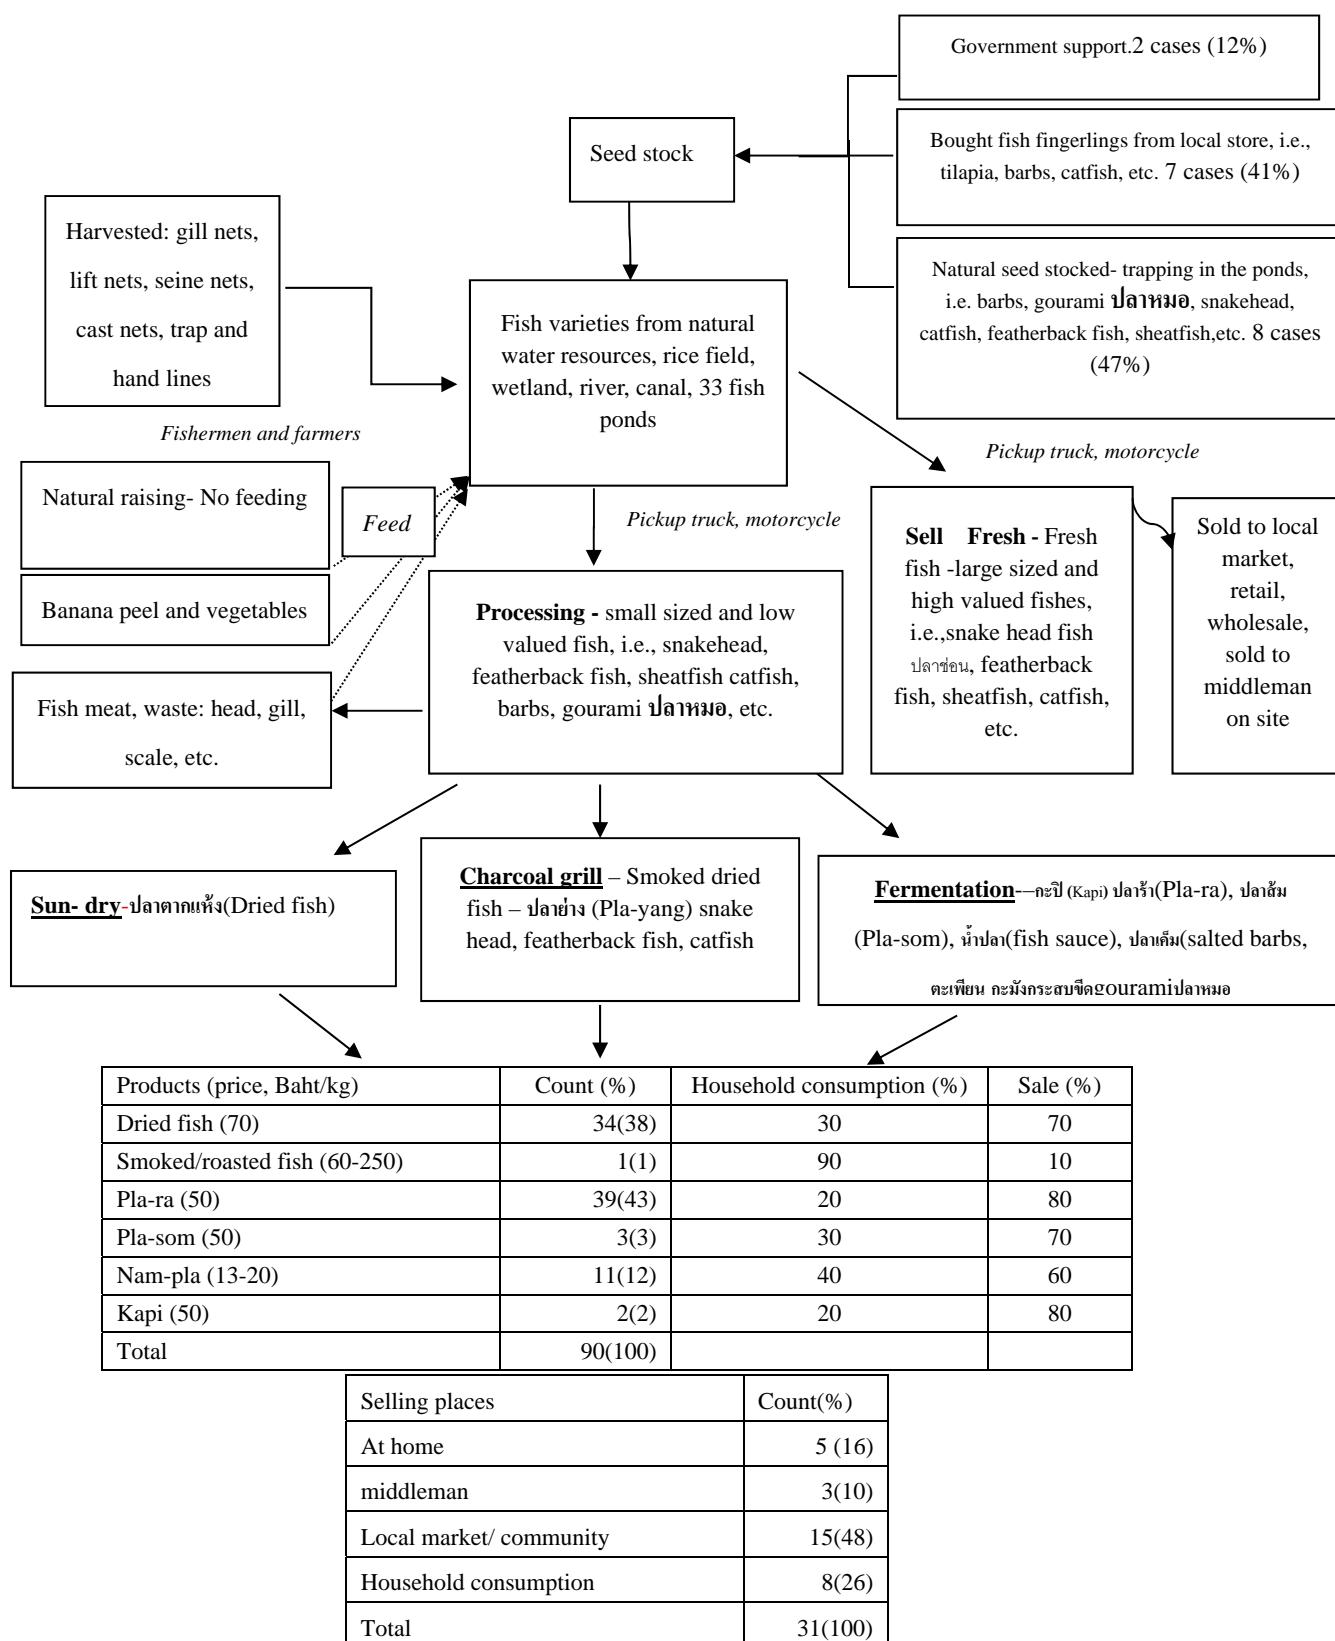 Government support.2 cases (12%)
Seed stock
Bought fish fingerlings from local store, i.e.,
tilapia, barbs, catfish, etc. 7 cases (41%)
Harvested: gill nets,
lift nets, seine nets,
cast nets, trap and
hand lines
Natural seed stocked- trapping in the ponds,
i.e. barbs, gourami ปลาหมอ, snakehead,
catfish, featherback fish, sheatfish,etc. 8 cases
(47%)
Fish varieties from natural
water resources, rice field,
wetland, river, canal, 33 fish
ponds
Fishermen and farmers
Pickup truck, motorcycle
Natural raising- No feeding
Feed
Pickup truck, motorcycle
Banana peel and vegetables
Fish meat, waste: head, gill,
scale, etc.
Processing - small sized and low
valued fish, i.e., snakehead,
featherback fish, sheatfish catfish,
barbs, gourami ปลาหมอ, etc.
Sell Fresh - Fresh
fish -large sized and
high valued fishes,
i.e.,snake head fish
ปลาช่อน, featherback
fish, sheatfish, catfish,
etc.
Sold to local
market,
retail,
wholesale,
sold to
middleman
on site
Sun- dry-ปลาตากแห้ง(Dried fish)
Charcoal grill – Smoked dried
fish – ปลาย่าง (Pla-yang) snake
head, featherback fish, catfish
Fermentation-–กะปิ (Kapi) ปลาร้า(Pla-ra), ปลาส้ม
(Pla-som), น้ำปลา(fish sauce), ปลาเค็ม(salted barbs,
ตะเพียน กะมังกระสบขีดgouramiปลาหมอ
Products (price, Baht/kg) Count (%) Household consumption (%) Sale (%)
Dried fish (70) 34(38) 30 70
Smoked/roasted fish (60-250) 1(1) 90 10
Pla-ra (50) 39(43) 20 80
Pla-som (50) 3(3) 30 70
Nam-pla (13-20) 11(12) 40 60
Kapi (50) 2(2) 20 80
Total 90(100)
Selling places Count(%)
At home 5 (16)
middleman 3(10)
Local market/ community 15(48)
Household consumption 8(26)
Total 31(100)